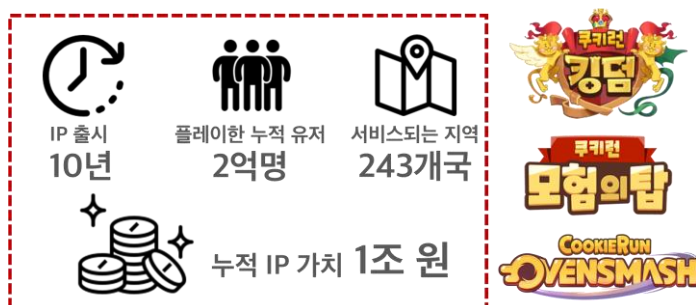 IP 출시
10년
플레이한 누적 유저
2억명
서비스되는 지역
243개국
누적 IP 가치 1조 원
쿠키런
킹덤
쿠키런
모험의탑
COOKIERUN
OVENSMASH